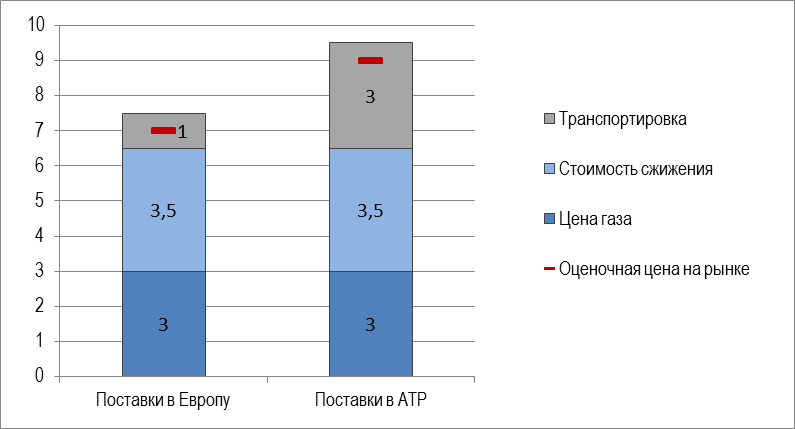 10
9
8
7
6
5
4
3
2
1
0
1
3,5
3
3
3,5
3
Поставки в Европу
Поставки в АТР
Транспортировка
Стоимость сжижения
Цена газа
Оценочная цена на рынке